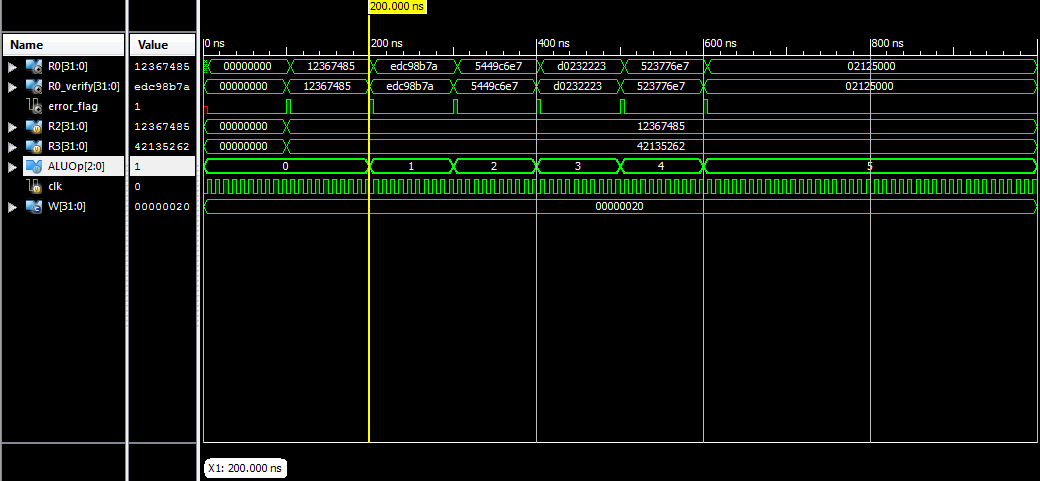 200.000 ns
Name Value
0 ns 200 ns 400 ns 600 ns 800 ns
R0[31:0] 12367485 00000000 12367485 edc98b7a 5449c6e7 d0232223 523776e7 02125000
R0_verify[31:0] edc98b7a 00000000 12367485 edc98b7a 5449c6e7 d0232223 523776e7 02125000
error_flag 1
R2[31:0] 12367485 00000000 12367485
R3[31:0] 42135262 00000000 42135262
ALUOp[2:0] 1 0 1 2 3 4 5
clk 0
W[31:0] 00000020 00000020
X1: 200.000 ns